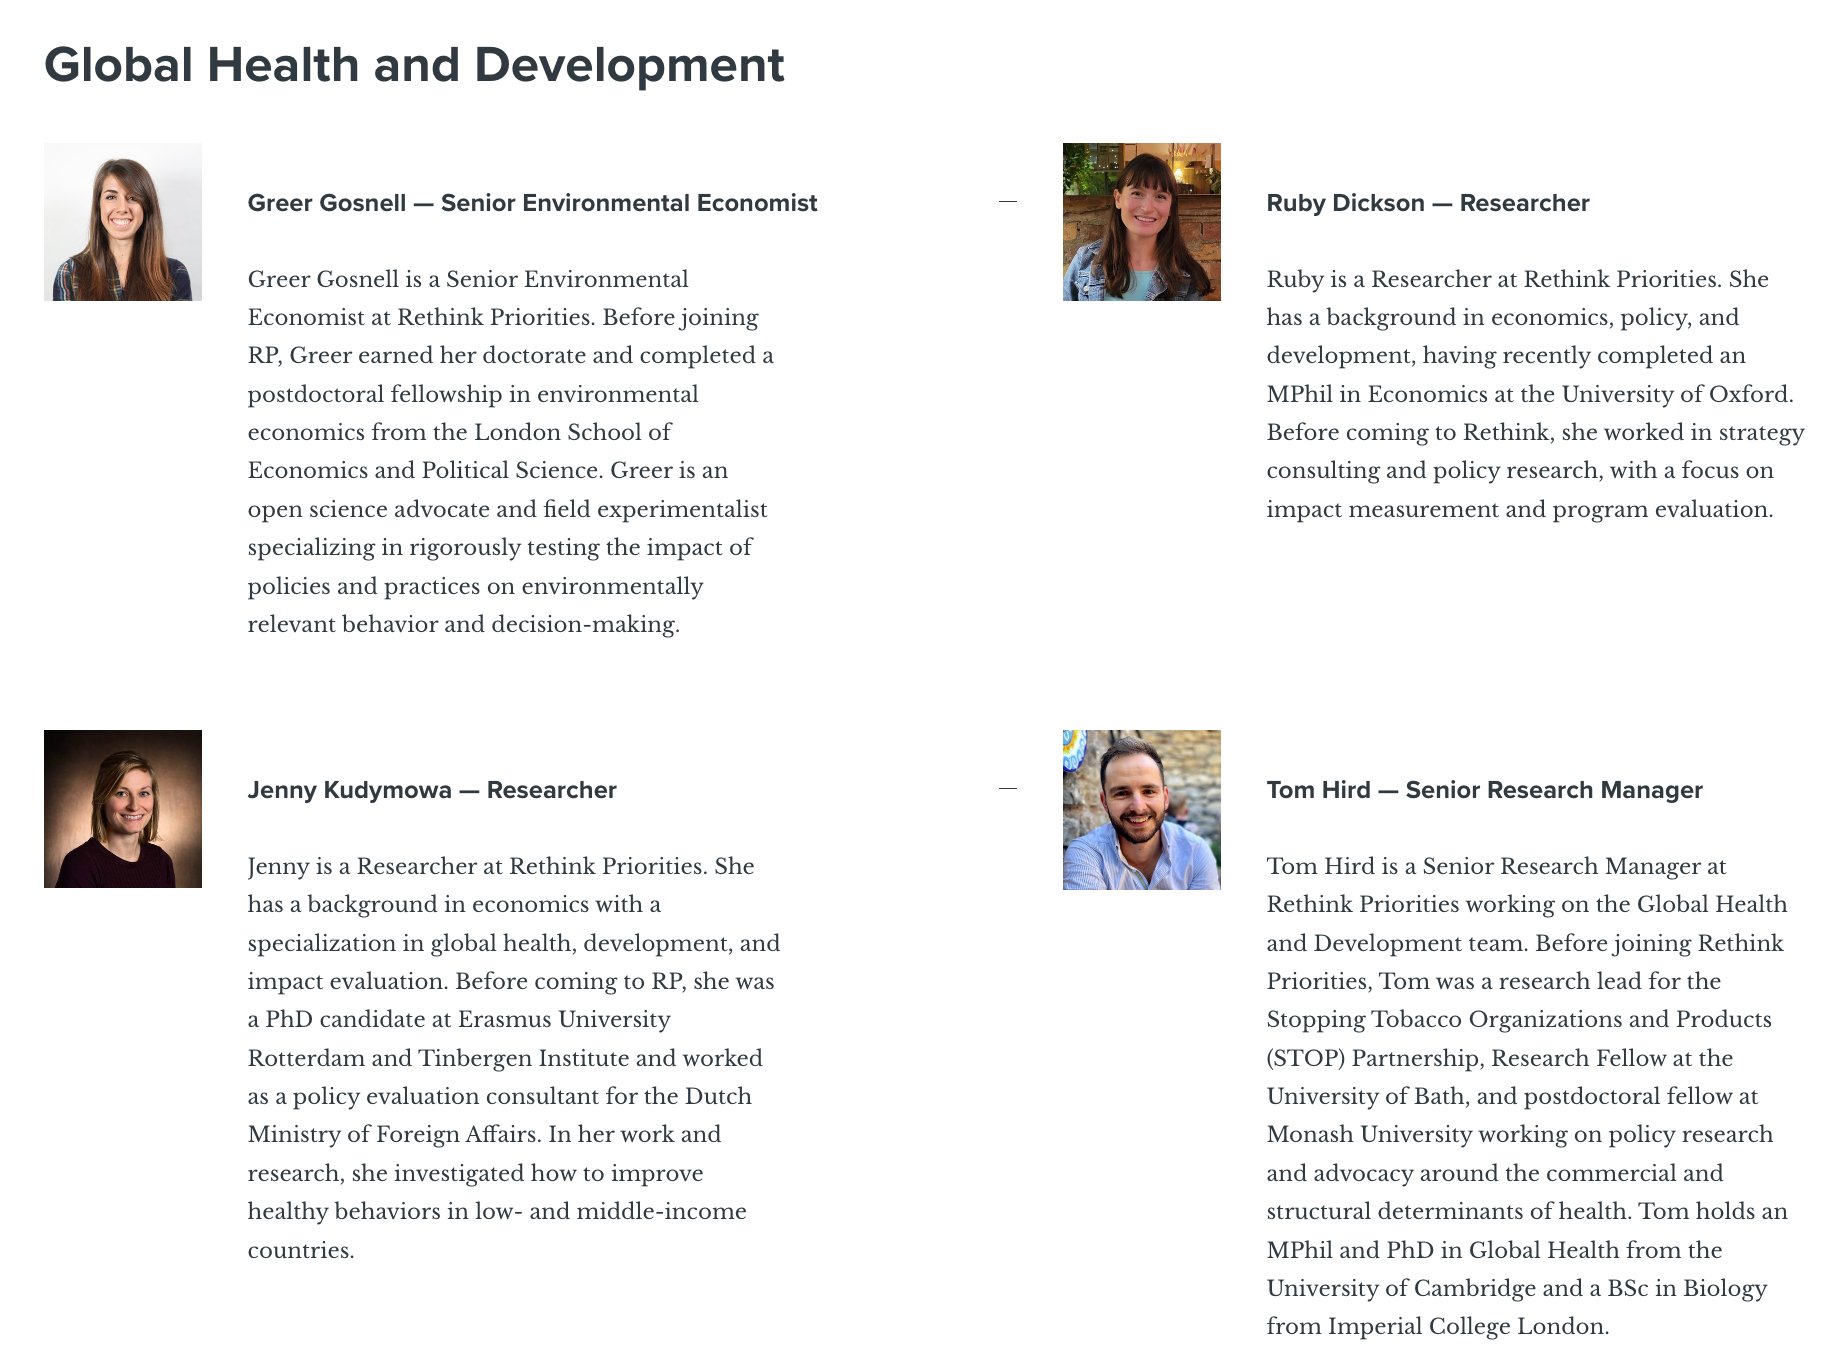 Global Health and Development
Greer Gosnell — Senior Environmental Economist
Greer Gosnell is a Senior Environmental
Economist at Rethink Priorities. Before joining
RP, Greer earned her doctorate and completed a
postdoctoral fellowship in environmental
economics from the London School of
Economics and Political Science. Greer is an
open science advocate and field experimentalist
specializing in rigorously testing the impact of
policies and practices on environmentally
relevant behavior and decision-making.
Ruby Dickson — Researcher
Ruby is a Researcher at Rethink Priorities. She
has a background in economics, policy, and
development, having recently completed an
MPhil in Economics at the University of Oxford.
Before coming to Rethink, she worked in strategy
consulting and policy research, with a focus on
impact measurement and program evaluation.
Jenny Kudymowa — Researcher
Jenny is a Researcher at Rethink Priorities. She
has a background in economics with a
specialization in global health, development, and
impact evaluation. Before coming to RP, she was
a PhD candidate at Erasmus University
Rotterdam and Tinbergen Institute and worked
as a policy evaluation consultant for the Dutch
Ministry of Foreign Affairs. In her work and
research, she investigated how to improve
healthy behaviors in low- and middle-income
countries.
Tom Hird — Senior Research Manager
Tom Hird is a Senior Research Manager at
Rethink Priorities working on the Global Health
and Development team. Before joining Rethink
Priorities, Tom was a research lead for the
Stopping Tobacco Organizations and Products
(STOP) Partnership, Research Fellow at the
University of Bath, and postdoctoral fellow at
Monash University working on policy research
and advocacy around the commercial and
structural determinants of health. Tom holds an
MPhil and PhD in Global Health from the
University of Cambridge and a BSc in Biology
from Imperial College London.